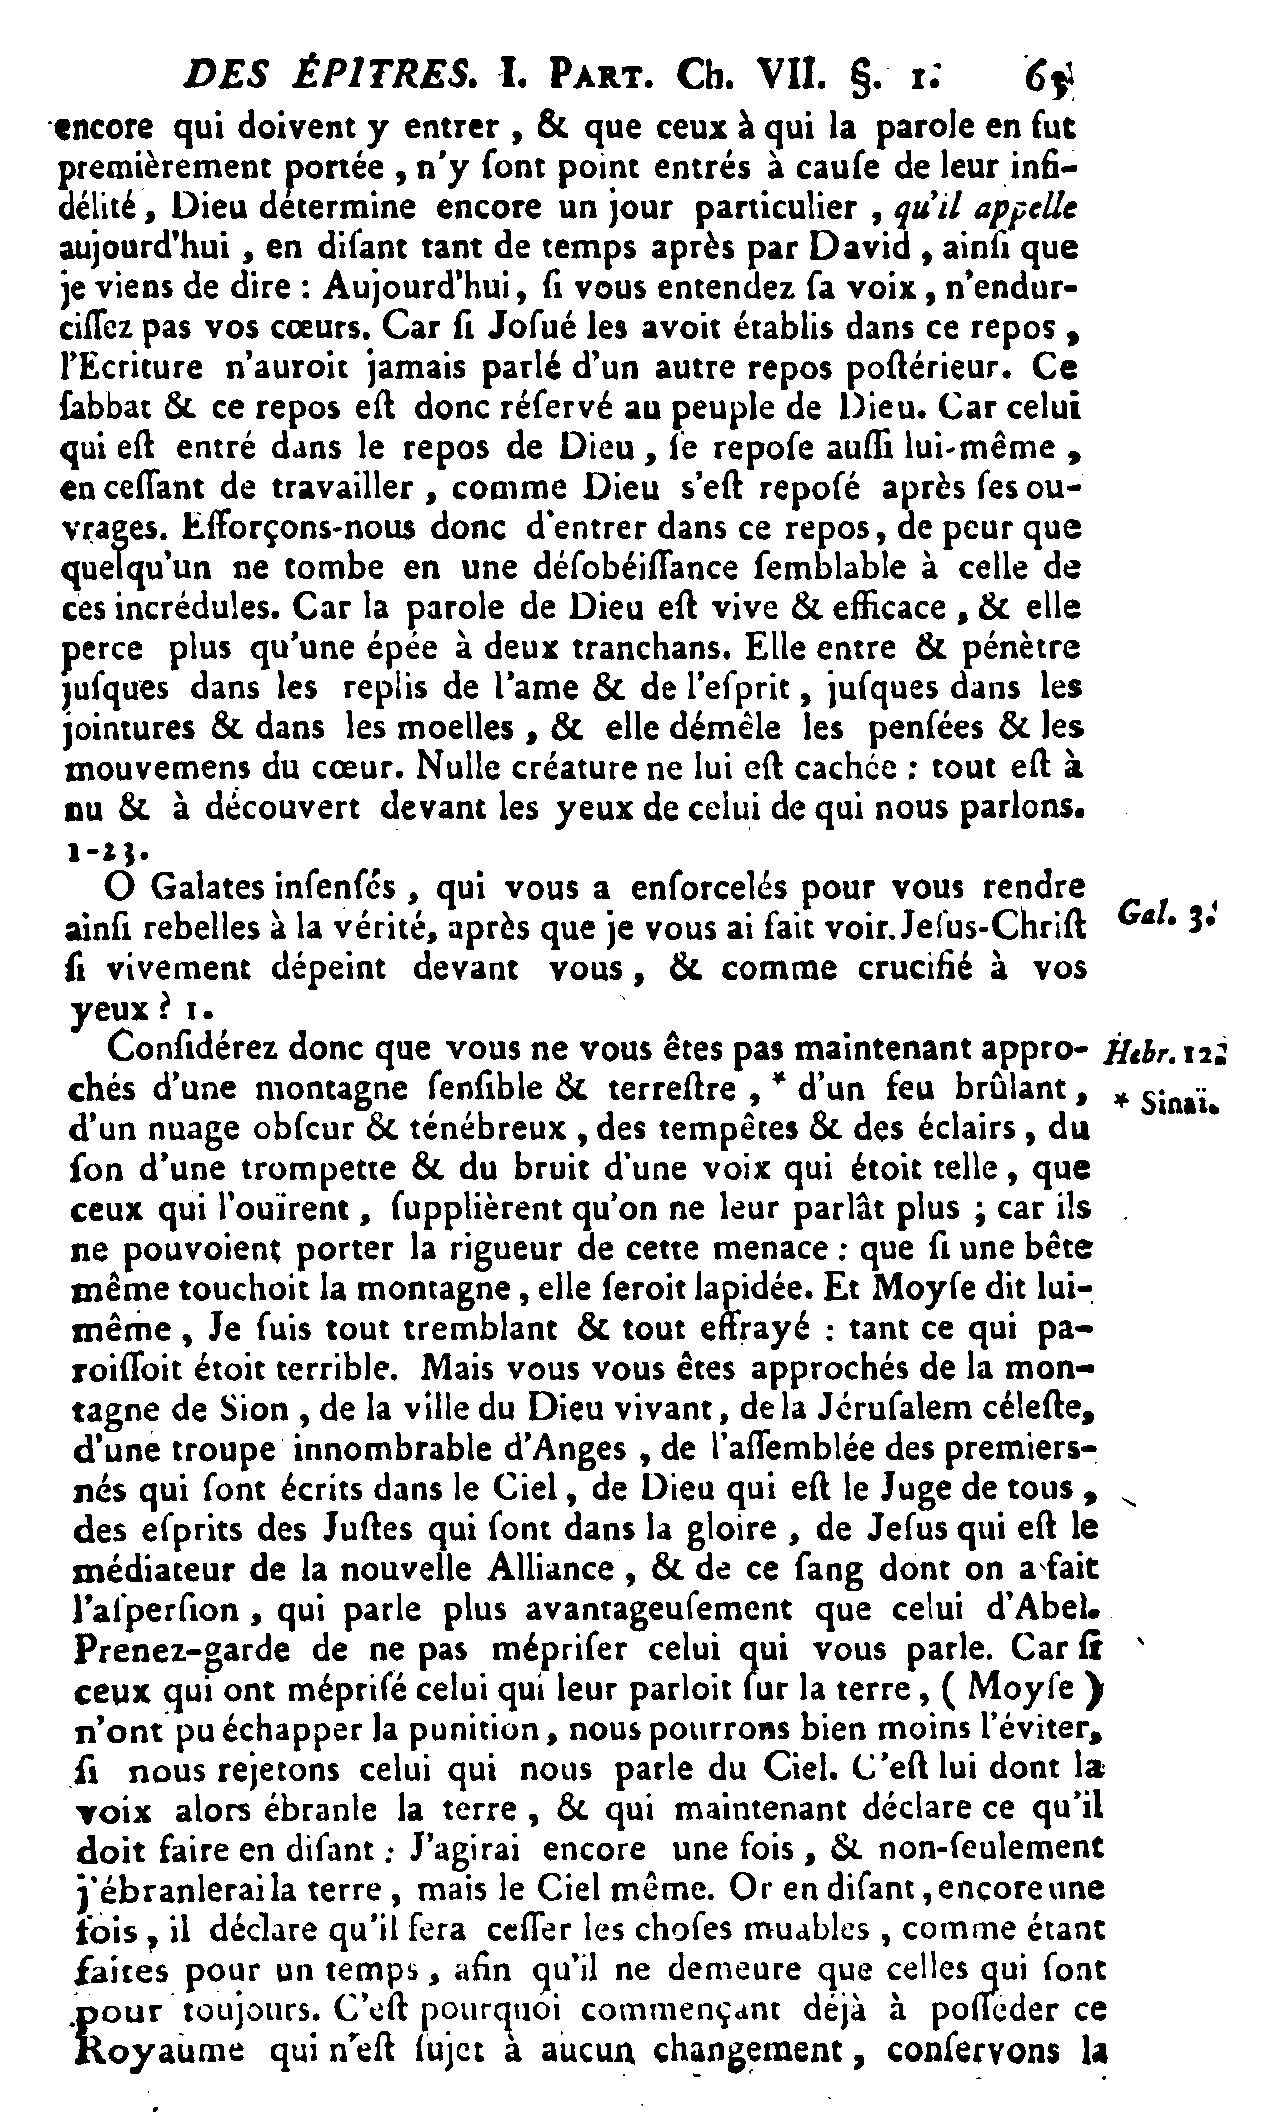 DES ÉPITRES. I. PART. Ch. VII. §. 1.
encore qui doivent y entrer, & que ceux à qui la parole en fut
premièrement portée, n'y ſont point entrés à cauſe de leur infi-
délité, Dieu détermine encore un jour particulier, qu'il appelle
aujourd'hui, en diſant tant de temps après par David, ainſi que
je viens de dire : Aujourd'hui, ſi vous entendez ſa voix, n'endur-
ciſſez pas vos cœurs. Car ſi Joſué les avoit établis dans ce repos,
l'Ecriture n'auroit jamais parlé d'un autre repos poſtérieur. Ce
ſabbat & ce repos eſt donc réſervé au peuple de Dieu. Car celui
qui eſt entré dans le repos de Dieu, ſe repoſe auſſi lui-même,
en ceſſant de travailler, comme Dieu s'eſt repoſé après ſes ou-
vrages. Efforçons-nous donc d'entrer dans ce repos, de peur que
quelqu'un ne tombe en une déſobéiſſance ſemblable à celle de
ces incrédules. Car la parole de Dieu eſt vive & efficace, & elle
perce plus qu'une épée à deux tranchans. Elle entre & pénètre
juſques dans les replis de l'ame & de l'eſprit, juſques dans les
jointures & dans les moelles, & elle démêle les penſées & les
mouvemens du cœur. Nulle créature ne lui eſt cachée : tout eſt à
nu & à découvert devant les yeux de celui de qui nous parlons.
1-23.
O Galates inſenſés, qui vous a enſorcelés pour vous rendre
ainſi rebelles à la vérité, après que je vous ai fait voir Jeſus-Chriſt
Gal. 3.
ſi vivement dépeint devant vous, & comme crucifié à vos
yeux ? 1.
Conſidérez donc que vous ne vous êtes pas maintenant appro-
Hebr. 12.
chés d'une montagne ſenſible & terreſtre, * d'un feu brûlant,
* Sinaï.
d'un nuage obſcur & ténébreux, des tempêtes & des éclairs, du
ſon d'une trompette & du bruit d'une voix qui étoit telle, que
ceux qui l'ouïrent, ſupplièrent qu'on ne leur parlât plus ; car ils
ne pouvoient porter la rigueur de cette menace : que ſi une bête
même touchoit la montagne, elle ſeroit lapidée. Et Moyſe dit lui-
même, Je ſuis tout tremblant & tout effrayé : tant ce qui pa-
roiſſoit étoit terrible. Mais vous vous êtes approchés de la mon-
tagne de Sion, de la ville du Dieu vivant, de la Jéruſalem céleſte,
d'une troupe innombrable d'Anges, de l'aſſemblée des premiers-
nés qui ſont écrits dans le Ciel, de Dieu qui eſt le Juge de tous,
des eſprits des Juſtes qui ſont dans la gloire, de Jeſus qui eſt le
médiateur de la nouvelle Alliance, & de ce ſang dont on a fait
l'aſperſion, qui parle plus avantageuſement que celui d'Abel.
Prenez-garde de ne pas mépriſer celui qui vous parle. Car ſi
ceux qui ont mépriſé celui qui leur parloit ſur la terre, ( Moyſe )
n'ont pu échapper la punition, nous pourrons bien moins l'éviter,
ſi nous rejetons celui qui nous parle du Ciel. C'eſt lui dont la
voix alors ébranle la terre, & qui maintenant déclare ce qu'il
doit faire en diſant : J'agirai encore une fois, & non-ſeulement
j'ébranlerai la terre, mais le Ciel même. Or en diſant, encore une
fois, il déclare qu'il fera ceſſer les choſes muables, comme étant
faites pour un temps, afin qu'il ne demeure que celles qui ſont
pour toujours. C'eſt pourquoi commençant déjà à poſſéder ce
Royaume qui n'eſt ſujet à aucun changement, conſervons la